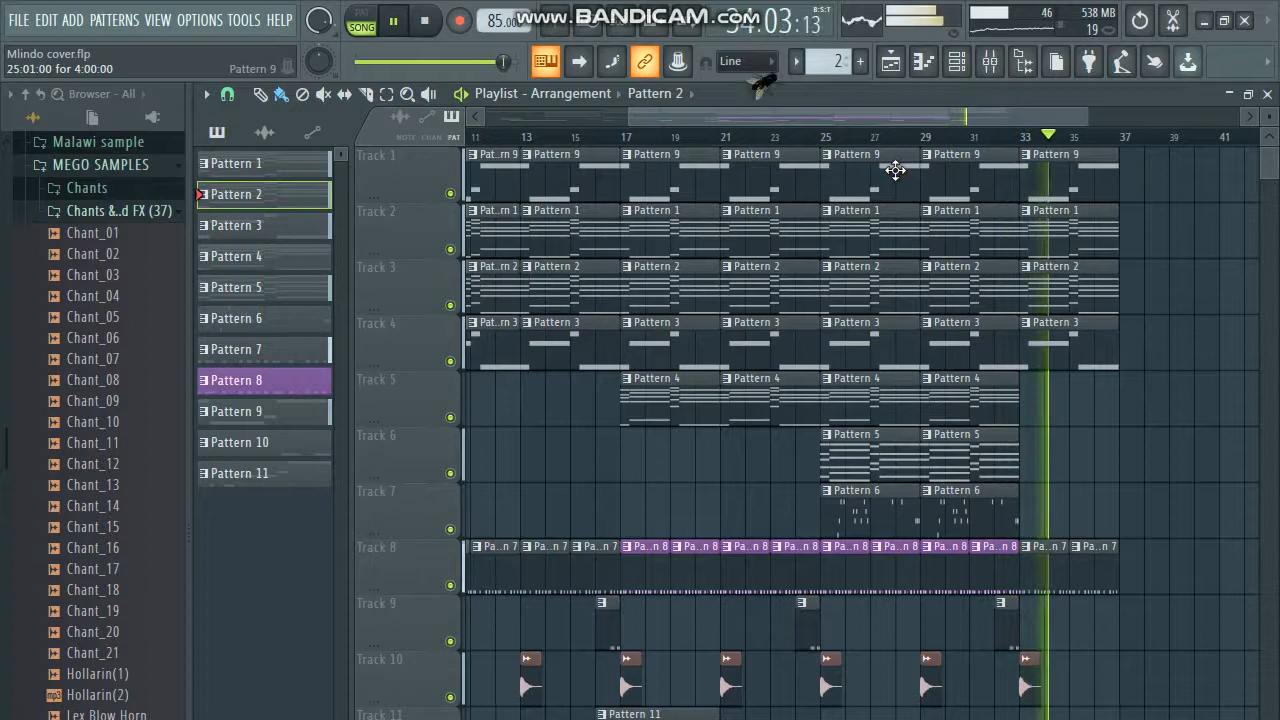 FILE EDIT ADD PATTERNS VIEW OPTIONS TOOLS HELP
PAT
SONG
85.000
www.BANDICAM.com
34:03:13
B:S:T
46
538 MB
19
Mlindo cover.flp
25:01:00 for 4:00:00
Pattern 9
Line
2
Browser - All
Playlist - Arrangement
Pattern 2
NOTE CHAN PAT
11 13 15 17 19 21 23 25 27 29 31 33 35 37 39 41
Malawi sample
MEGO SAMPLES
Chants
Chants &..d FX (37)
Chant_01
Chant_02
Chant_03
Chant_04
Chant_05
Chant_06
Chant_07
Chant_08
Chant_09
Chant_10
Chant_11
Chant_12
Chant_13
Chant_14
Chant_15
Chant_16
Chant_17
Chant_18
Chant_19
Chant_20
Chant_21
Hollarin(1)
Hollarin(2)
Lex Blow Horn
Pattern 1
Pattern 2
Pattern 3
Pattern 4
Pattern 5
Pattern 6
Pattern 7
Pattern 8
Pattern 9
Pattern 10
Pattern 11
Track 1
Pat..rn 9 Pattern 9 Pattern 9 Pattern 9 Pattern 9 Pattern 9 Pattern 9
Track 2
Pat..rn 1 Pattern 1 Pattern 1 Pattern 1 Pattern 1 Pattern 1 Pattern 1
Track 3
Pat..rn 2 Pattern 2 Pattern 2 Pattern 2 Pattern 2 Pattern 2 Pattern 2
Track 4
Pat..rn 3 Pattern 3 Pattern 3 Pattern 3 Pattern 3 Pattern 3 Pattern 3
Track 5
Pattern 4 Pattern 4 Pattern 4 Pattern 4
Track 6
Pattern 5 Pattern 5
Track 7
Pattern 6 Pattern 6
Track 8
Pa..n 7 Pa..n 7 Pa..n 7 Pa..n 8 Pa..n 8 Pa..n 8 Pa..n 8 Pa..n 8 Pa..n 8 Pa..n 8 Pa..n 8 Pa..n 7 Pa..n 7
Track 9
Track 10
Track 11
Pattern 11